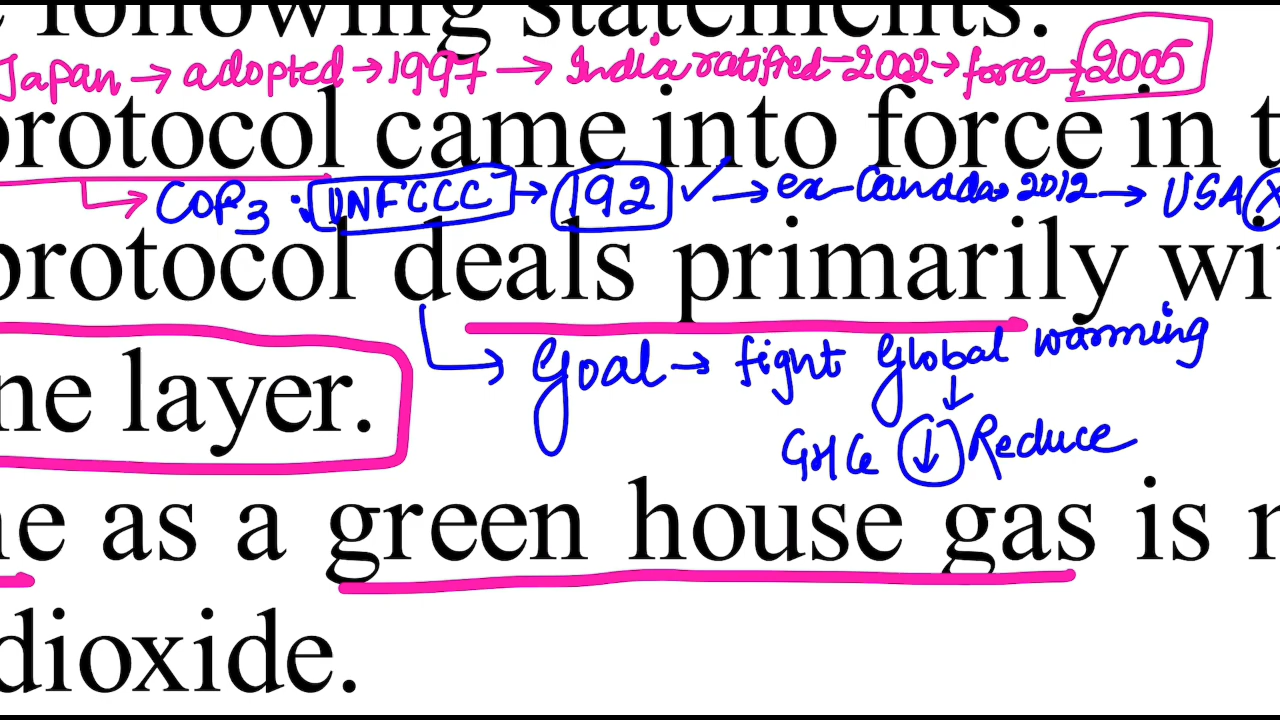 following statements.
Japan → adopted → 1997 → India ratified - 2002 → force → 2005
protocol came into force in t
→ COP3 : UNFCCC → 192 ✓ → ex- Canada → 2012 → USA X
protocol deals primarily wi
→ Goal → fight Global warming
ne layer.
↓
GHG ↓ Reduce
e as a green house gas is
dioxide.